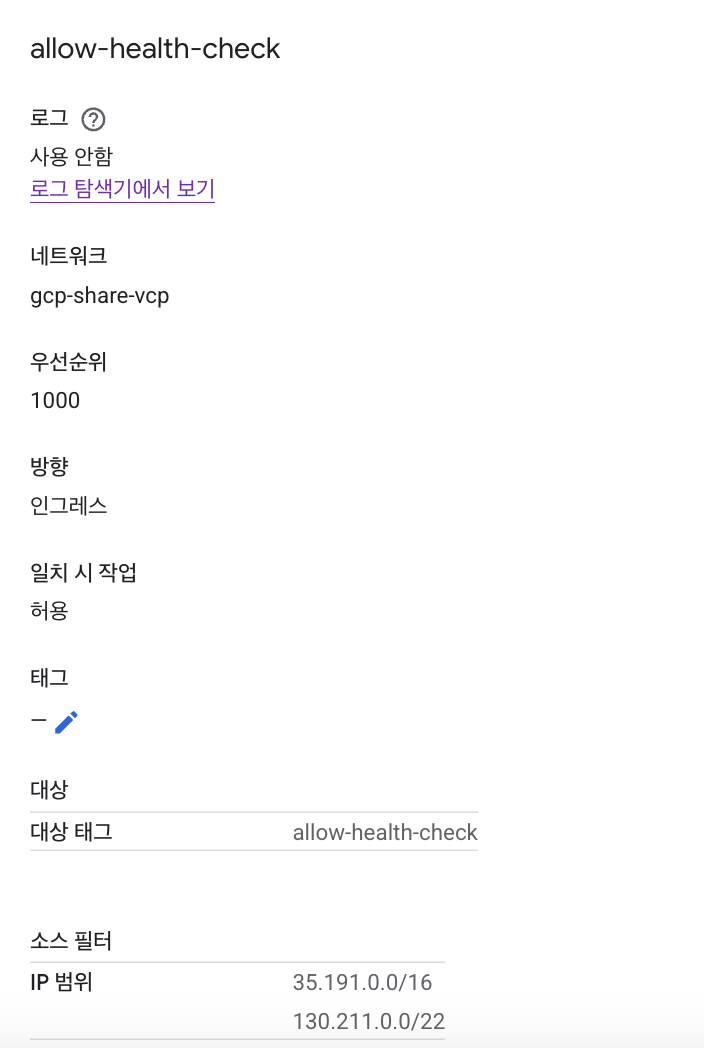 allow-health-check
로그
사용 안함
로그 탐색기에서 보기
네트워크
gcp-share-vcp
우선순위
1000
방향
인그레스
일치 시 작업
허용
태그
—
대상
대상 태그 allow-health-check
소스 필터
IP 범위 35.191.0.0/16
130.211.0.0/22